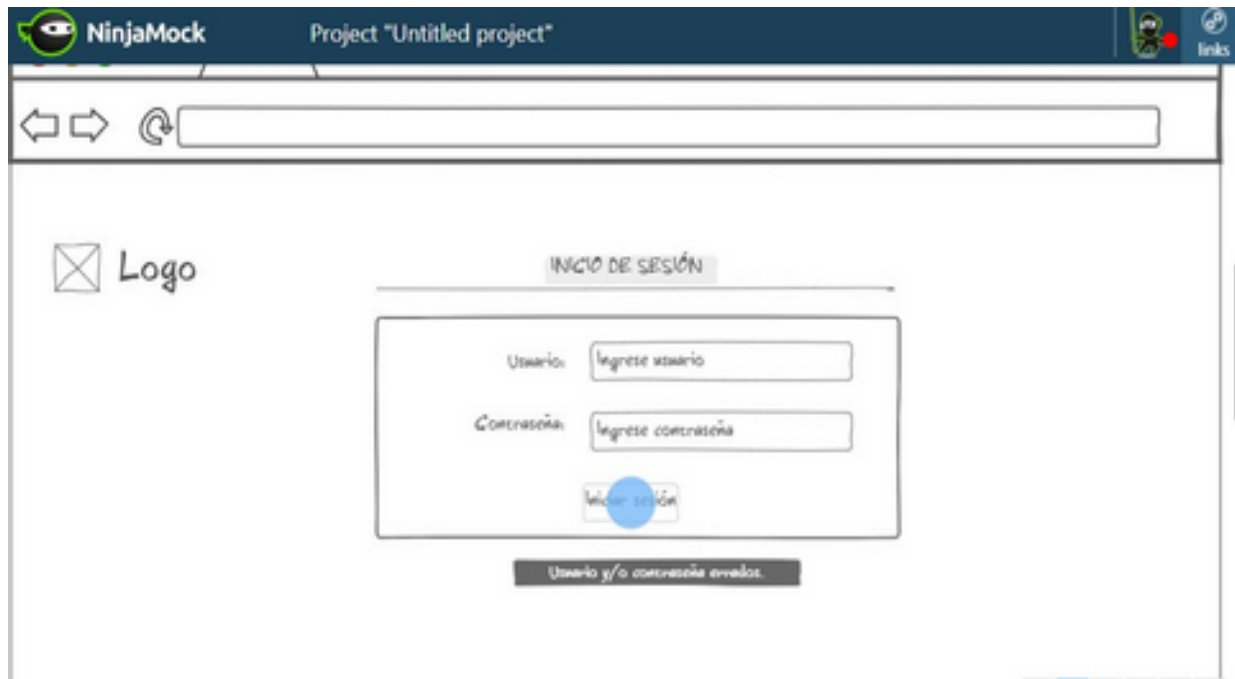 NinjaMock Project "Untitled project"
links
Logo
INICIO DE SESIÓN
Usuario: Ingrese usuario
Contraseña: Ingrese contraseña
Iniciar sesión
Usuario y/o contraseña errados.